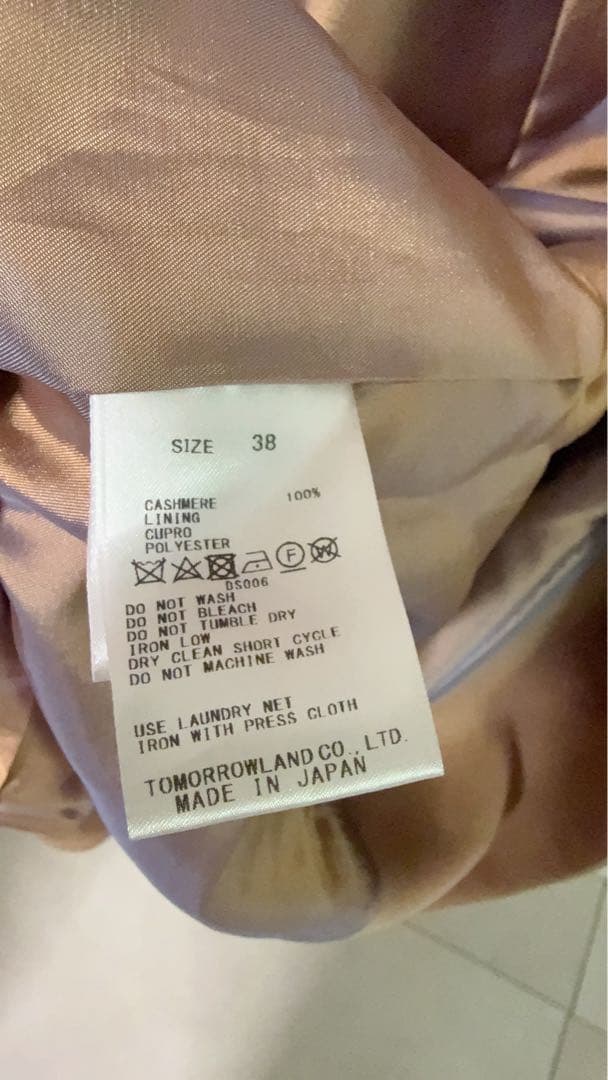 SIZE 38
CASHMERE 100%
LINING
CUPRO
POLYESTER
F W
DS006
DO NOT WASH
DO NOT BLEACH
DO NOT TUMBLE DRY
IRON LOW
DRY CLEAN SHORT CYCLE
DO NOT MACHINE WASH
USE LAUNDRY NET
IRON WITH PRESS CLOTH
TOMORROWLAND CO., LTD.
MADE IN JAPAN